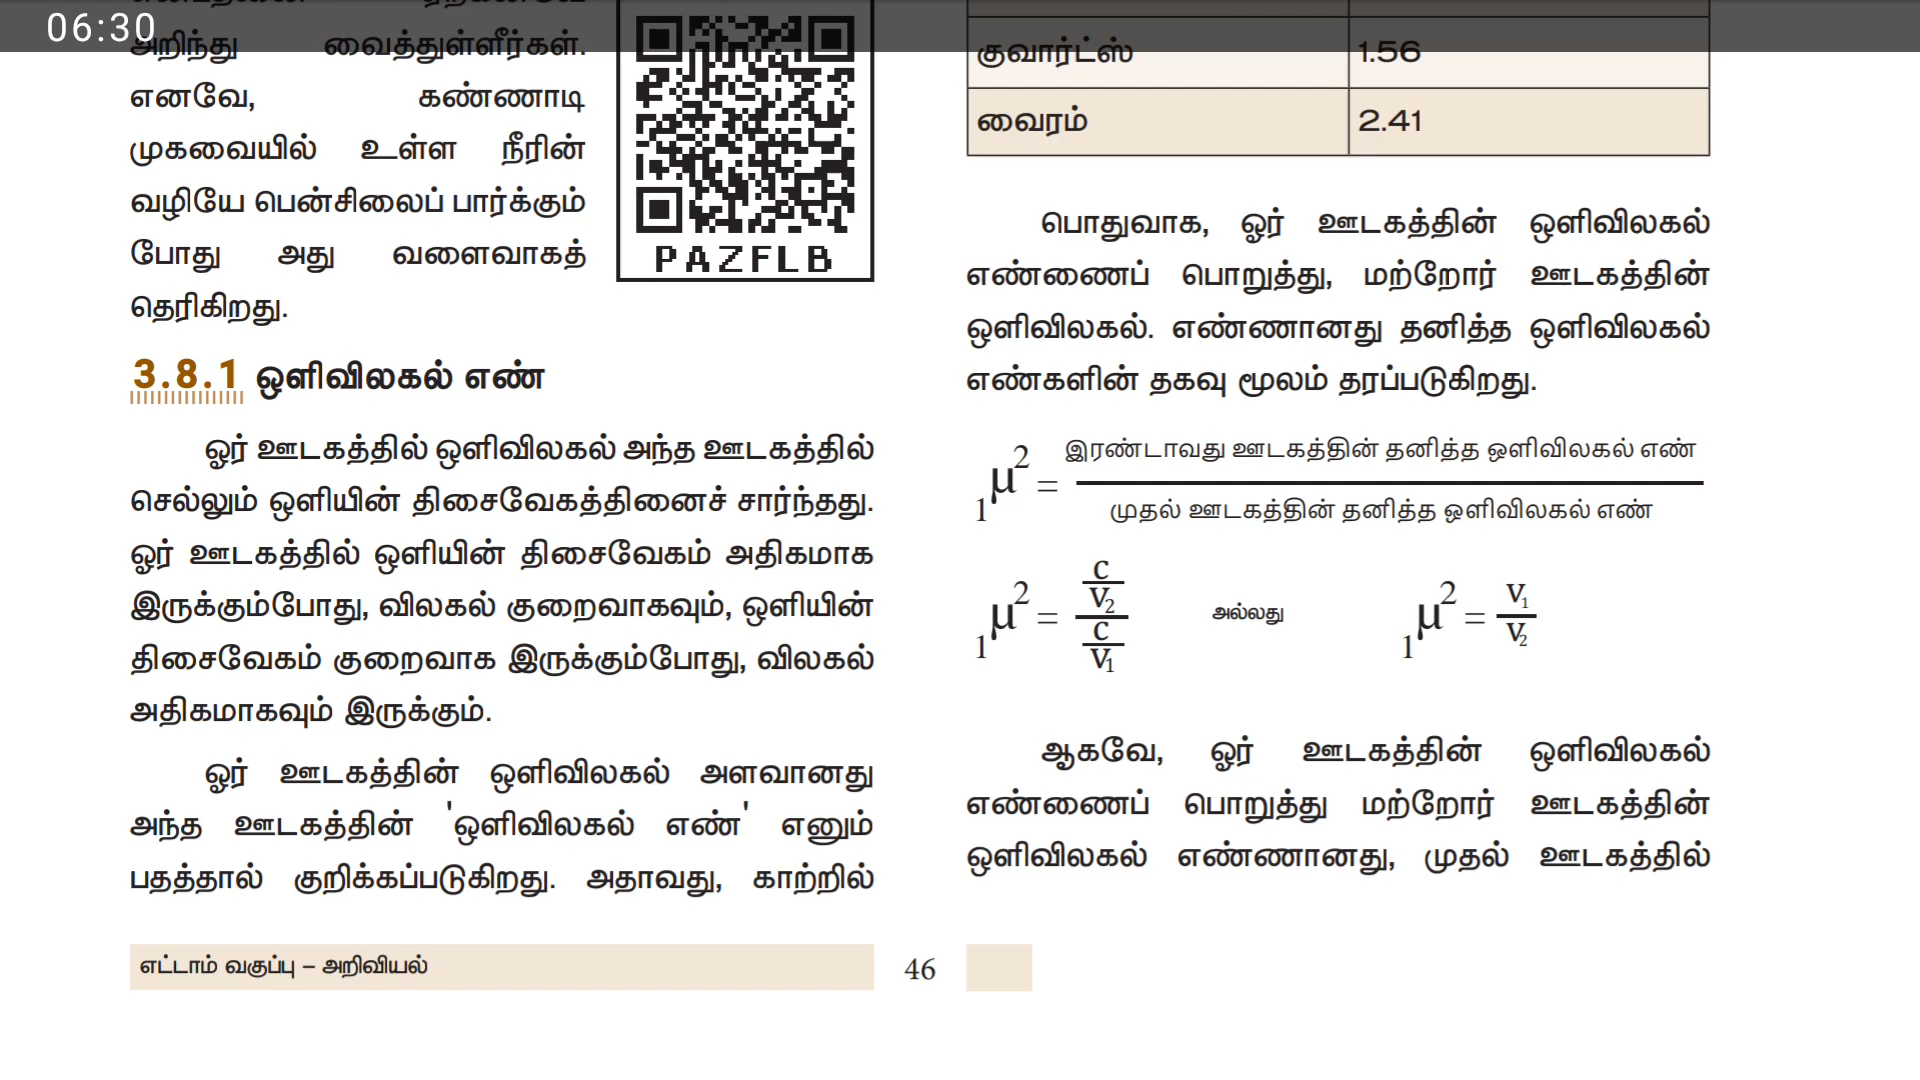 06:30
அறிந்து வைத்துள்ளீர்கள்.
எனவே, கண்ணாடி
முகவையில் உள்ள நீரின்
வழியே பென்சிலைப் பார்க்கும்
போது அது வளைவாகத்
தெரிகிறது.
PAZFLB
3.8.1 ஒளிவிலகல் எண்
ஓர் ஊடகத்தில் ஒளிவிலகல் அந்த ஊடகத்தில்
செல்லும் ஒளியின் திசைவேகத்தினைச் சார்ந்தது.
ஓர் ஊடகத்தில் ஒளியின் திசைவேகம் அதிகமாக
இருக்கும்போது, விலகல் குறைவாகவும், ஒளியின்
திசைவேகம் குறைவாக இருக்கும்போது, விலகல்
அதிகமாகவும் இருக்கும்.
ஓர் ஊடகத்தின் ஒளிவிலகல் அளவானது
அந்த ஊடகத்தின் 'ஒளிவிலகல் எண்' எனும்
பதத்தால் குறிக்கப்படுகிறது. அதாவது, காற்றில்
குவார்ட்ஸ் 1.56
வைரம் 2.41
பொதுவாக, ஓர் ஊடகத்தின் ஒளிவிலகல்
எண்ணைப் பொறுத்து, மற்றோர் ஊடகத்தின்
ஒளிவிலகல். எண்ணானது தனித்த ஒளிவிலகல்
எண்களின் தகவு மூலம் தரப்படுகிறது.
இரண்டாவது ஊடகத்தின் தனித்த ஒளிவிலகல் எண்
₁μ² =
முதல் ஊடகத்தின் தனித்த ஒளிவிலகல் எண்
₁μ² = (c/v₂)/(c/v₁) அல்லது ₁μ² = v₁/v₂
ஆகவே, ஓர் ஊடகத்தின் ஒளிவிலகல்
எண்ணைப் பொறுத்து மற்றோர் ஊடகத்தின்
ஒளிவிலகல் எண்ணானது, முதல் ஊடகத்தில்
எட்டாம் வகுப்பு – அறிவியல்
46